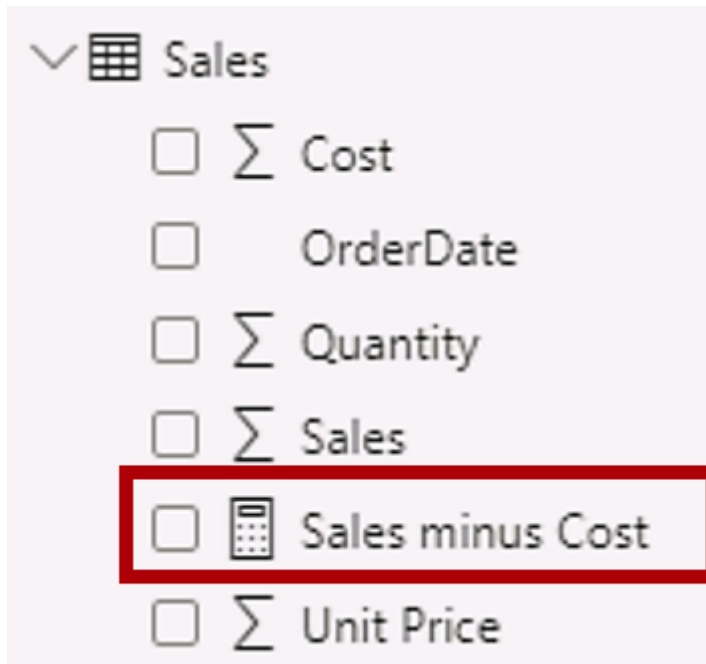 Sales
Cost
OrderDate
Quantity
Sales
Sales minus Cost
Unit Price